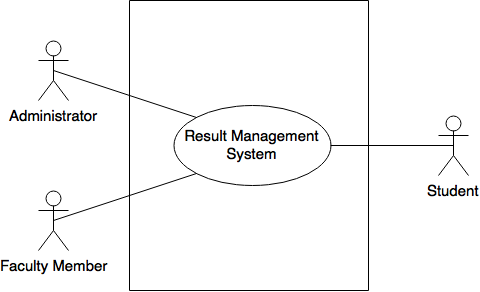 Administrator
Result Management
System
Student
Faculty Member